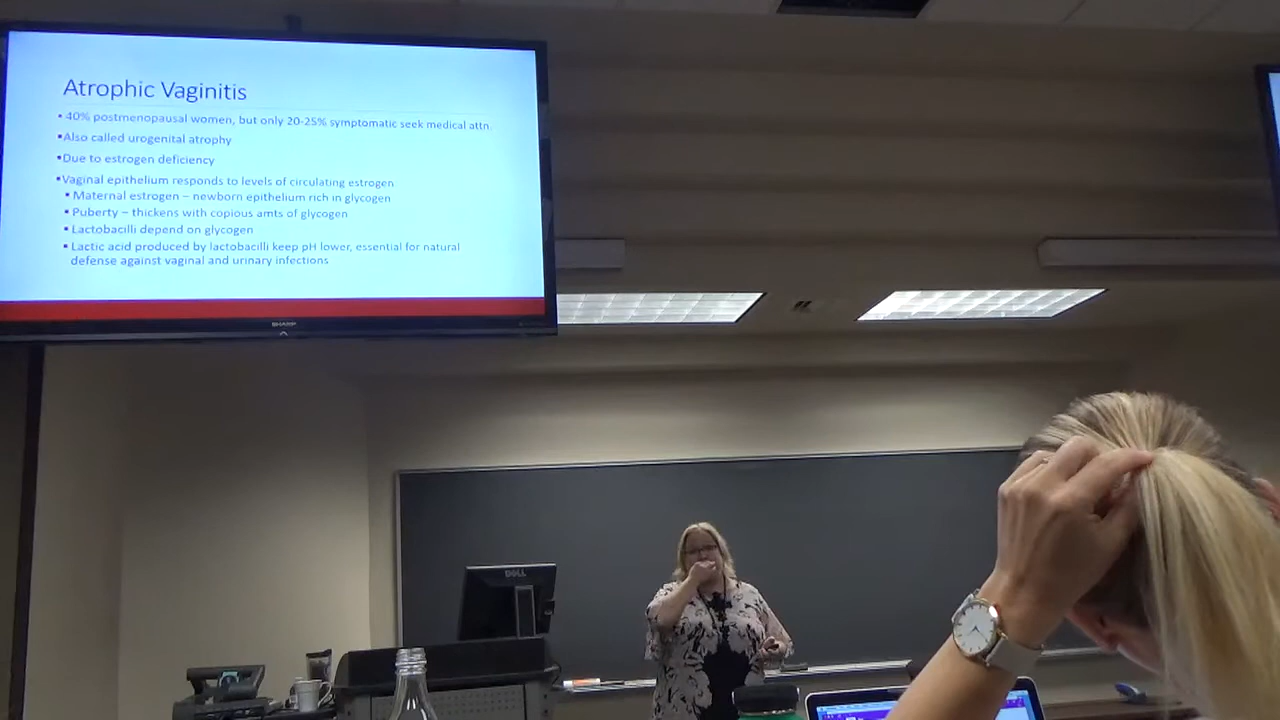 Atrophic Vaginitis
▪ 40% postmenopausal women, but only 20-25% symptomatic seek medical attn.
▪Also called urogenital atrophy
▪Due to estrogen deficiency
▪Vaginal epithelium responds to levels of circulating estrogen
▪ Maternal estrogen – newborn epithelium rich in glycogen
▪ Puberty – thickens with copious amts of glycogen
▪ Lactobacilli depend on glycogen
▪ Lactic acid produced by lactobacilli keep pH lower, essential for natural
defense against vaginal and urinary infections
SHARP
DELL